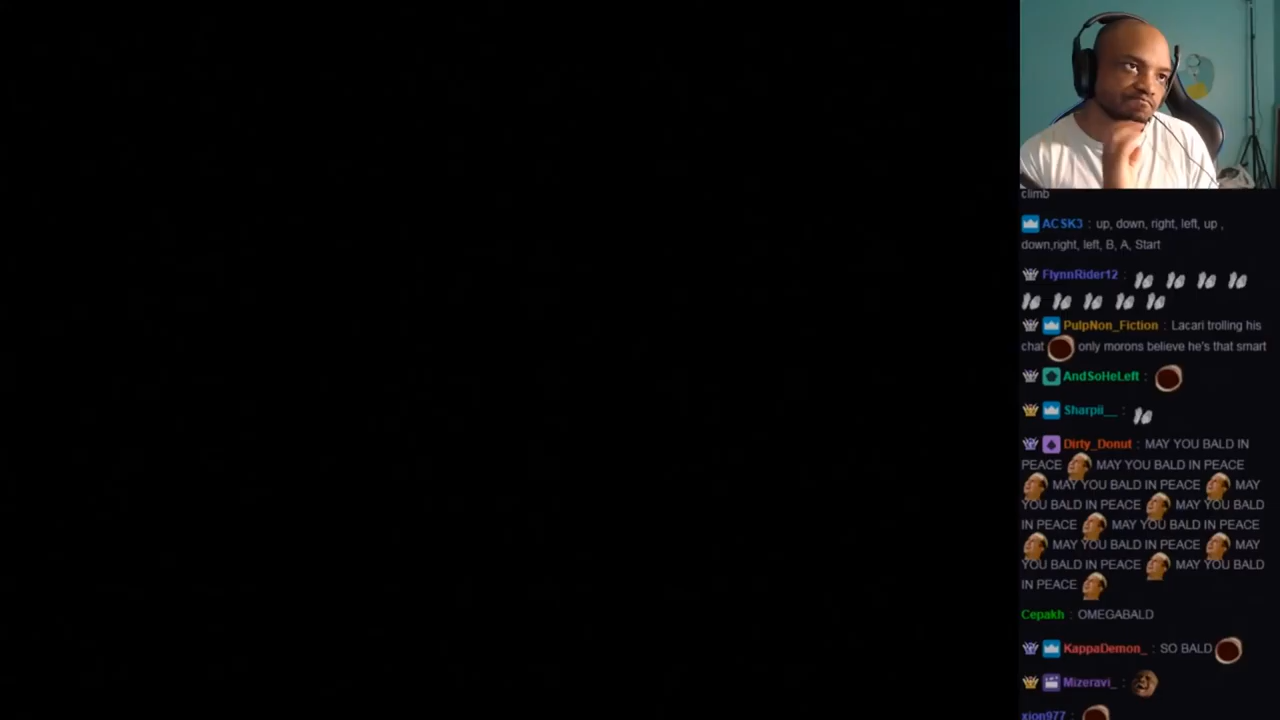 climb
ACSK3 : up, down, right, left, up ,
down,right, left, B, A, Start
FlynnRider12 :
PulpNon_Fiction : Lacari trolling his
chat only morons believe he's that smart
AndSoHeLeft :
Sharpii__ :
Dirty_Donut : MAY YOU BALD IN
PEACE MAY YOU BALD IN PEACE
MAY YOU BALD IN PEACE MAY
YOU BALD IN PEACE MAY YOU BALD
IN PEACE MAY YOU BALD IN PEACE
MAY YOU BALD IN PEACE MAY
YOU BALD IN PEACE MAY YOU BALD
IN PEACE
Cepakh : OMEGABALD
KappaDemon_ : SO BALD
Mizeravi_ :
xion977 :